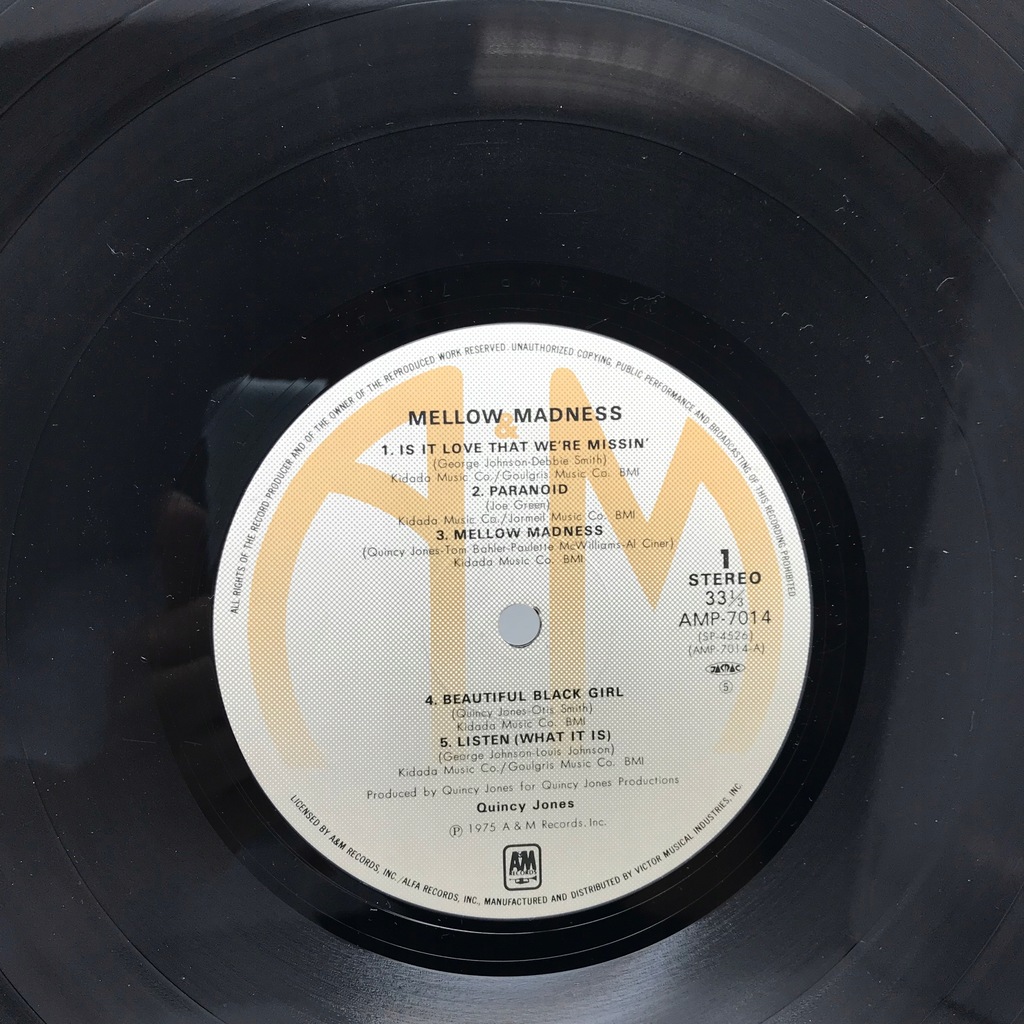 ALL RIGHTS OF THE RECORD PRODUCER AND OF THE OWNER OF THE REPRODUCED WORK RESERVED. UNAUTHORIZED COPYING, PUBLIC PERFORMANCE AND BROADCASTING OF THIS RECORDING PROHIBITED
A&M
MELLOW MADNESS
1. IS IT LOVE THAT WE'RE MISSIN'
(George Johnson-Debbie Smith)
Kidada Music Co./Goulgris Music Co. BMI
2. PARANOID
(Joe Green)
Kidada Music Co./Jormeil Music Co. BMI
3. MELLOW MADNESS
(Quincy Jones-Tom Bahler-Paulette McWilliams-Al Ciner)
Kidada Music Co. BMI
1
STEREO
33⅓
AMP-7014
(SP-4526)
(AMP-7014-A)
⑤
4. BEAUTIFUL BLACK GIRL
(Quincy Jones-Otis Smith)
Kidada Music Co. BMI
5. LISTEN (WHAT IT IS)
(George Johnson-Louis Johnson)
Kidada Music Co./Goulgris Music Co. BMI
Produced by Quincy Jones for Quincy Jones Productions
Quincy Jones
℗ 1975 A & M Records, Inc.
A&M
RECORDS
LICENSED BY A&M RECORDS, INC./ALFA RECORDS, INC., MANUFACTURED AND DISTRIBUTED BY VICTOR MUSICAL INDUSTRIES, INC.